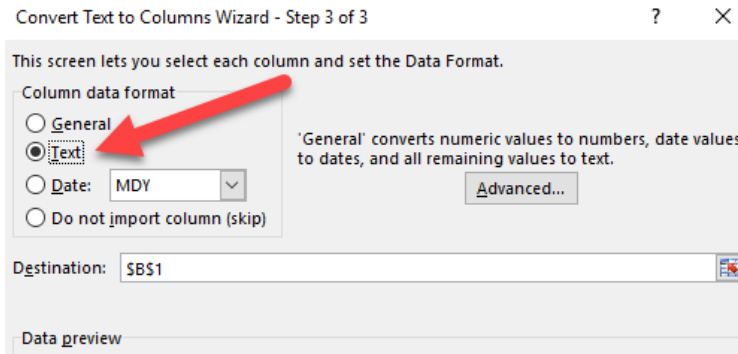 Convert Text to Columns Wizard - Step 3 of 3
?
This screen lets you select each column and set the Data Format.
Column data format
General
Text
Date: MDY
Do not import column (skip)
'General' converts numeric values to numbers, date values
to dates, and all remaining values to text.
Advanced...
Destination: $B$1
Data preview